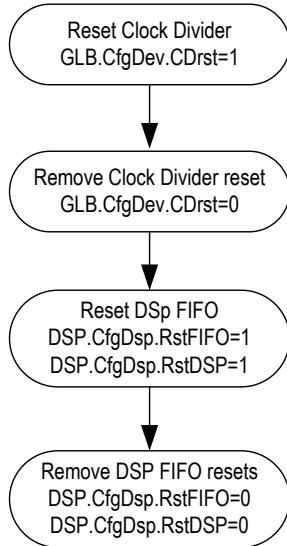 Reset Clock Divider
GLB.CfgDev.CDrst=1
Remove Clock Divider reset
GLB.CfgDev.CDrst=0
Reset DSp FIFO
DSP.CfgDsp.RstFIFO=1
DSP.CfgDsp.RstDSP=1
Remove DSP FIFO resets
DSP.CfgDsp.RstFIFO=0
DSP.CfgDsp.RstDSP=0